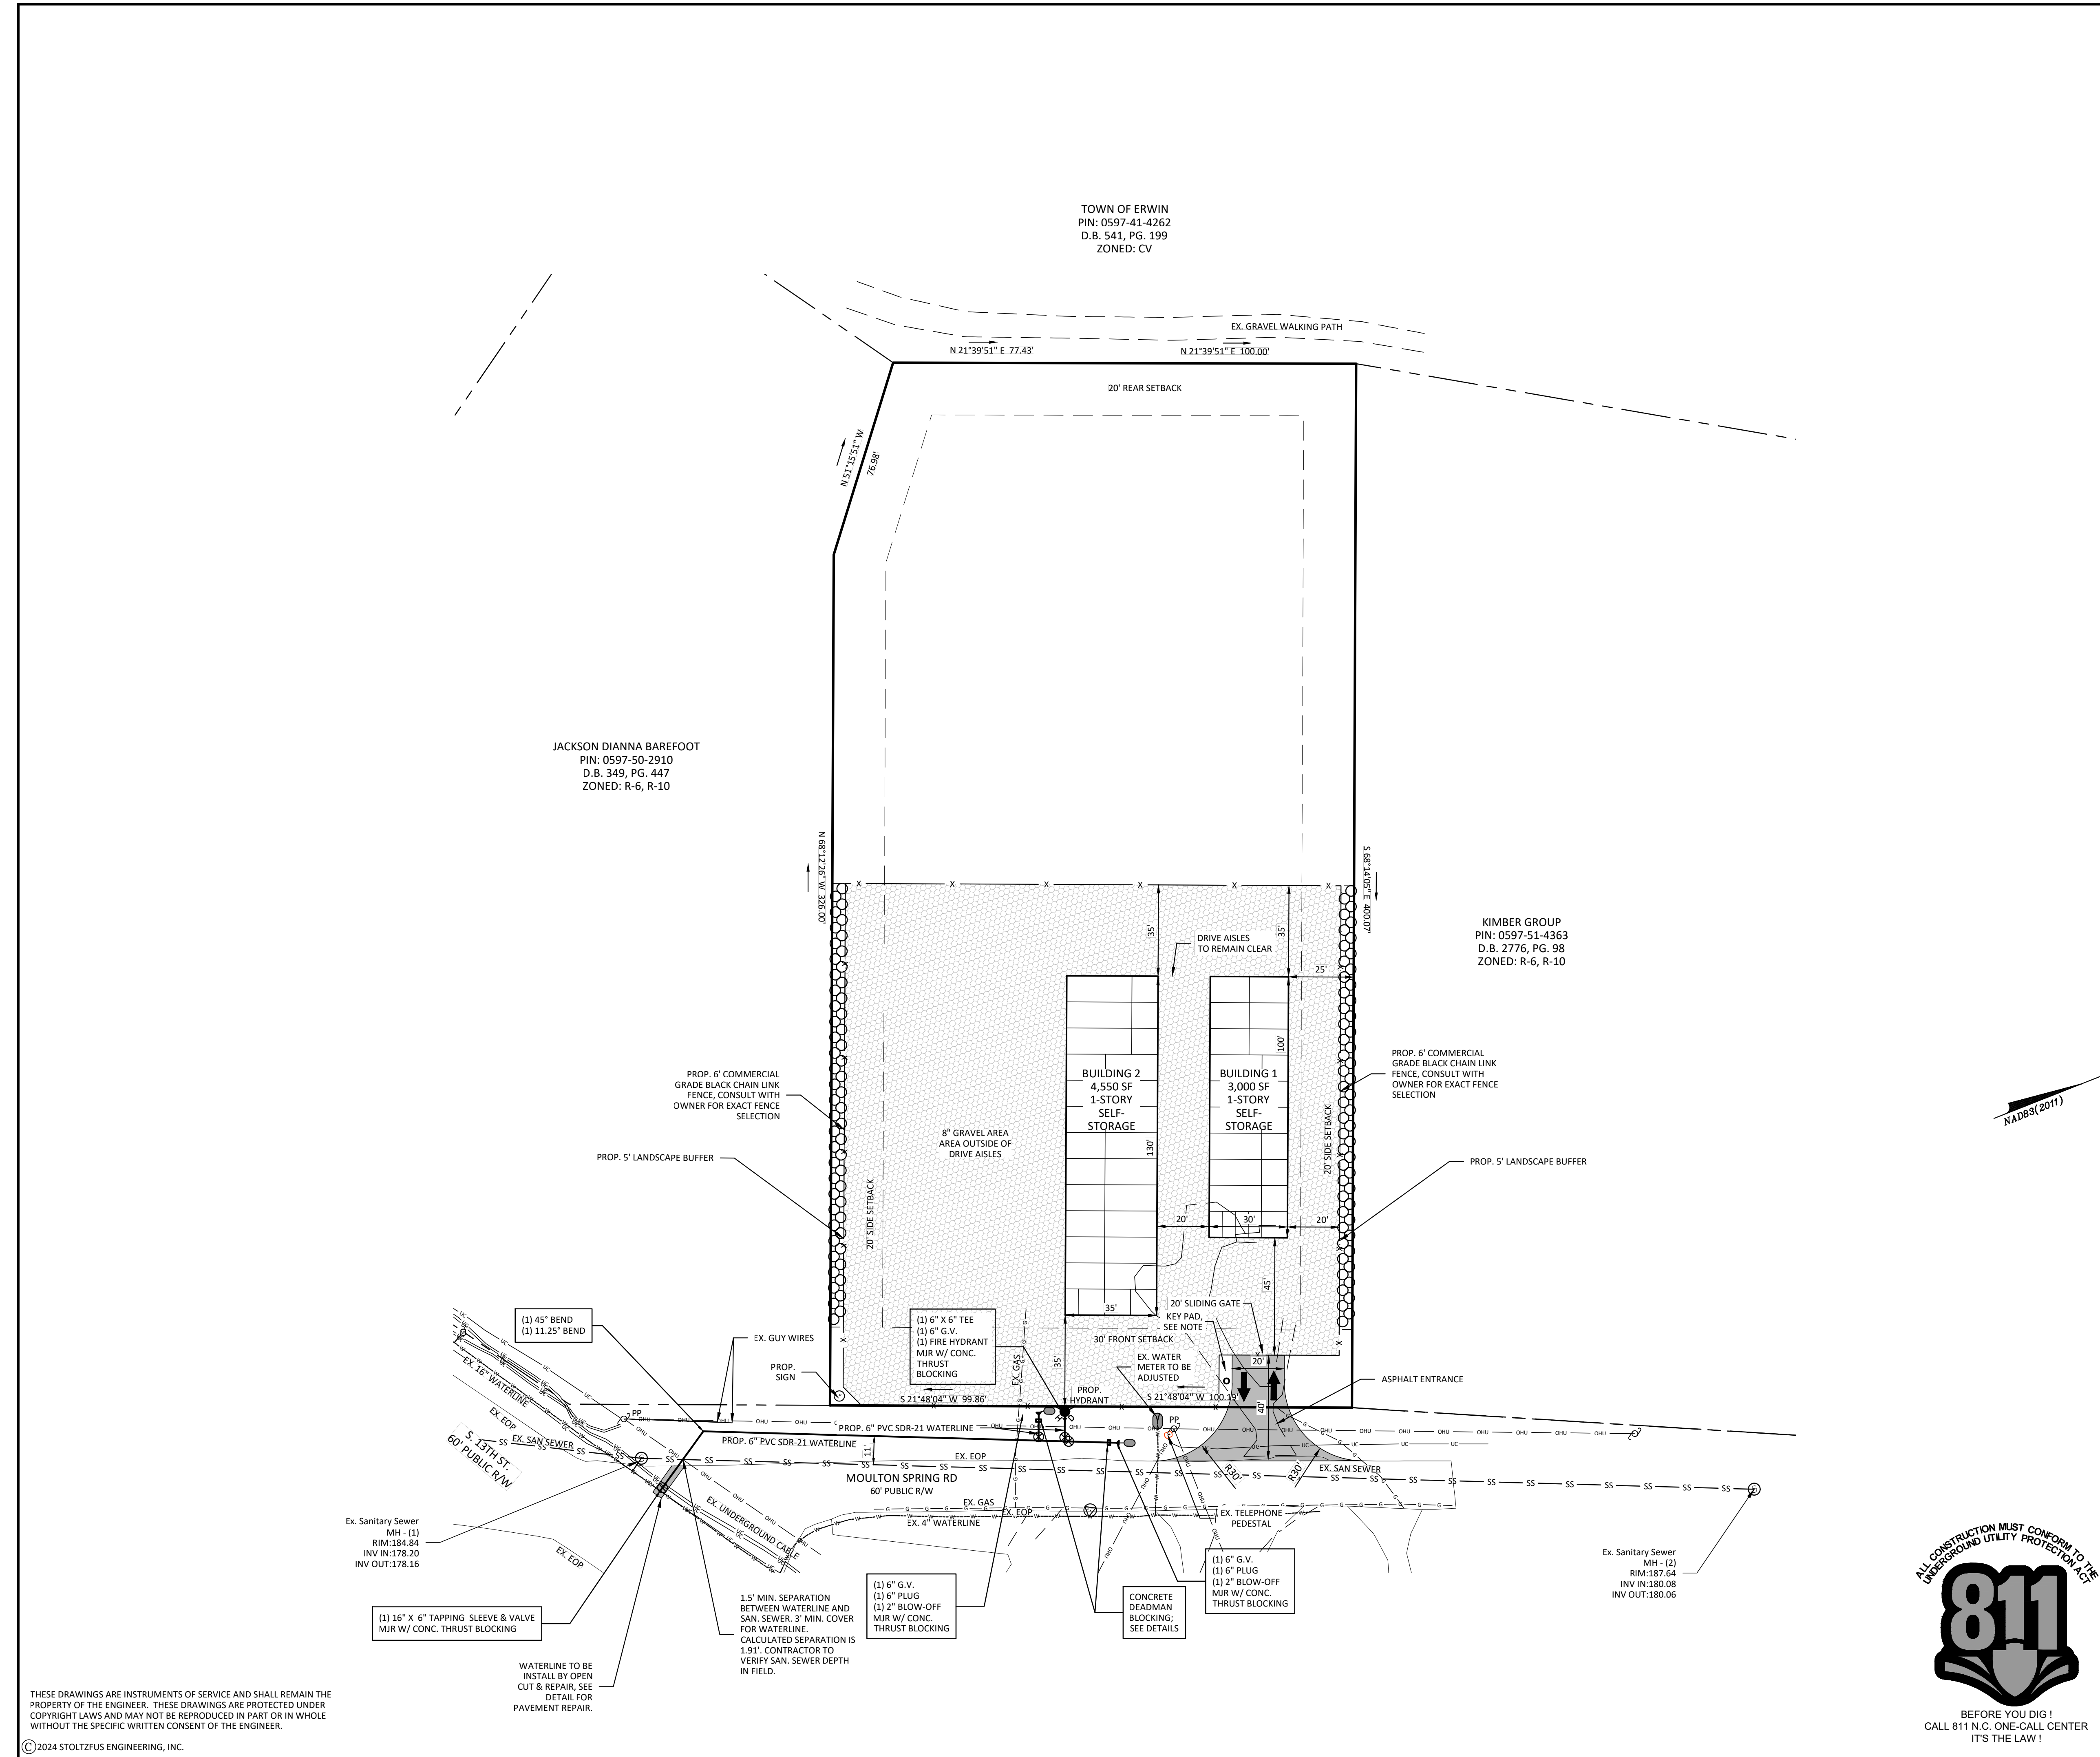 TOWN OF ERWIN
PIN: 0597-41-4262
D.B. 541, PG. 199
ZONED: CV
EX. GRAVEL WALKING PATH
N 21°39'51" E 77.43'
N 21°39'51" E 100.00'
20' REAR SETBACK
N 51°15'51" W
76.98'
JACKSON DIANNA BAREFOOT
PIN: 0597-50-2910
D.B. 349, PG. 447
ZONED: R-6, R-10
N 68°12'26" W 326.00'
S 68°14'05" E 400.07'
KIMBER GROUP
PIN: 0597-51-4363
D.B. 2776, PG. 98
ZONED: R-6, R-10
35'
35'
DRIVE AISLES
TO REMAIN CLEAR
25'
100'
PROP. 6' COMMERCIAL
GRADE BLACK CHAIN LINK
FENCE, CONSULT WITH
OWNER FOR EXACT FENCE
SELECTION
PROP. 6' COMMERCIAL
GRADE BLACK CHAIN LINK
FENCE, CONSULT WITH
OWNER FOR EXACT FENCE
SELECTION
BUILDING 2
4,550 SF
1-STORY
SELF-
STORAGE
BUILDING 1
3,000 SF
1-STORY
SELF-
STORAGE
NAD83(2011)
8" GRAVEL AREA
AREA OUTSIDE OF
DRIVE AISLES
130'
20' SIDE SETBACK
20' SIDE SETBACK
PROP. 5' LANDSCAPE BUFFER
PROP. 5' LANDSCAPE BUFFER
20'
30'
20'
45'
35'
20' SLIDING GATE
KEY PAD,
SEE NOTE
30' FRONT SETBACK
(1) 45° BEND
(1) 11.25° BEND
(1) 6" X 6" TEE
(1) 6" G.V.
(1) FIRE HYDRANT
MJR W/ CONC.
THRUST
BLOCKING
EX. GUY WIRES
PROP.
SIGN
EX. GAS
35'
EX. WATER
METER TO BE
ADJUSTED
20'
ASPHALT ENTRANCE
40'
S 21°48'04" W 99.86'
PROP.
HYDRANT
S 21°48'04" W 100.19'
EX. 16" WATERLINE
EX. EOP
PP
PP
PROP. 6" PVC SDR-21 WATERLINE
PROP. 6" PVC SDR-21 WATERLINE
11'
S. 13TH ST.
60' PUBLIC R/W
EX. SAN SEWER
EX. EOP
MOULTON SPRING RD
60' PUBLIC R/W
R30'
R30'
EX. SAN SEWER
EX. GAS
EX. EOP
EX. 4" WATERLINE
EX. TELEPHONE
PEDESTAL
EX. UNDERGROUND CABLE
EX. EOP
Ex. Sanitary Sewer
MH - (1)
RIM:184.84
INV IN:178.20
INV OUT:178.16
Ex. Sanitary Sewer
MH - (2)
RIM:187.64
INV IN:180.08
INV OUT:180.06
(1) 16" X 6" TAPPING SLEEVE & VALVE
MJR W/ CONC. THRUST BLOCKING
1.5' MIN. SEPARATION
BETWEEN WATERLINE AND
SAN. SEWER. 3' MIN. COVER
FOR WATERLINE.
CALCULATED SEPARATION IS
1.91'. CONTRACTOR TO
VERIFY SAN. SEWER DEPTH
IN FIELD.
(1) 6" G.V.
(1) 6" PLUG
(1) 2" BLOW-OFF
MJR W/ CONC.
THRUST BLOCKING
CONCRETE
DEADMAN
BLOCKING;
SEE DETAILS
(1) 6" G.V.
(1) 6" PLUG
(1) 2" BLOW-OFF
MJR W/ CONC.
THRUST BLOCKING
WATERLINE TO BE
INSTALL BY OPEN
CUT & REPAIR, SEE
DETAIL FOR
PAVEMENT REPAIR.
ALL CONSTRUCTION MUST CONFORM TO THE
UNDERGROUND UTILITY PROTECTION ACT
811
BEFORE YOU DIG !
CALL 811 N.C. ONE-CALL CENTER
IT'S THE LAW !
THESE DRAWINGS ARE INSTRUMENTS OF SERVICE AND SHALL REMAIN THE
PROPERTY OF THE ENGINEER. THESE DRAWINGS ARE PROTECTED UNDER
COPYRIGHT LAWS AND MAY NOT BE REPRODUCED IN PART OR IN WHOLE
WITHOUT THE SPECIFIC WRITTEN CONSENT OF THE ENGINEER.
©2024 STOLTZFUS ENGINEERING, INC.